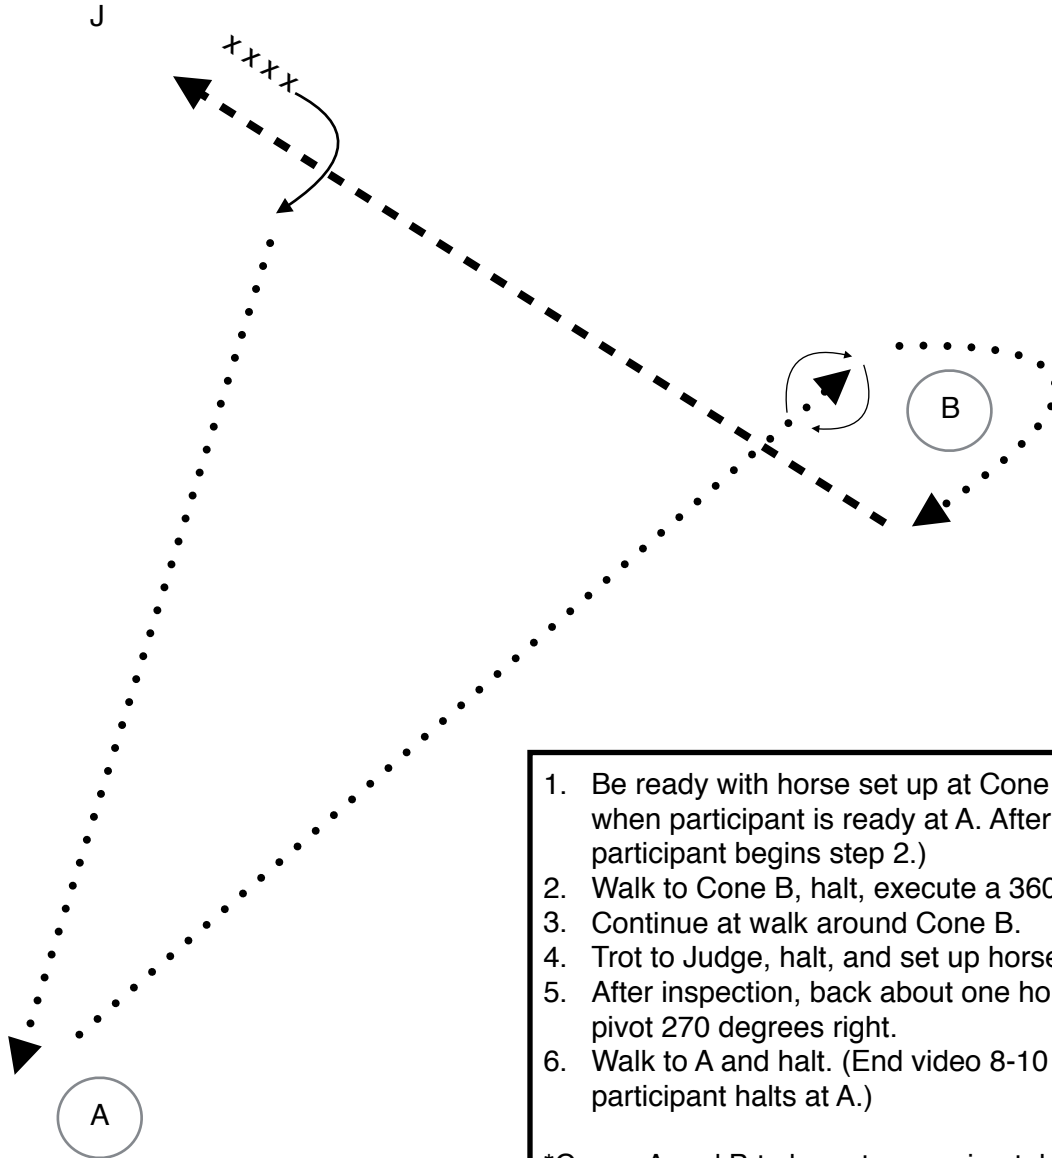 J
x x x x
B
1. Be ready with horse set up at Cone
when participant is ready at A. After
participant begins step 2.)
2. Walk to Cone B, halt, execute a 360
3. Continue at walk around Cone B.
4. Trot to Judge, halt, and set up horse
5. After inspection, back about one ho
pivot 270 degrees right.
6. Walk to A and halt. (End video 8-10
participant halts at A.)
A